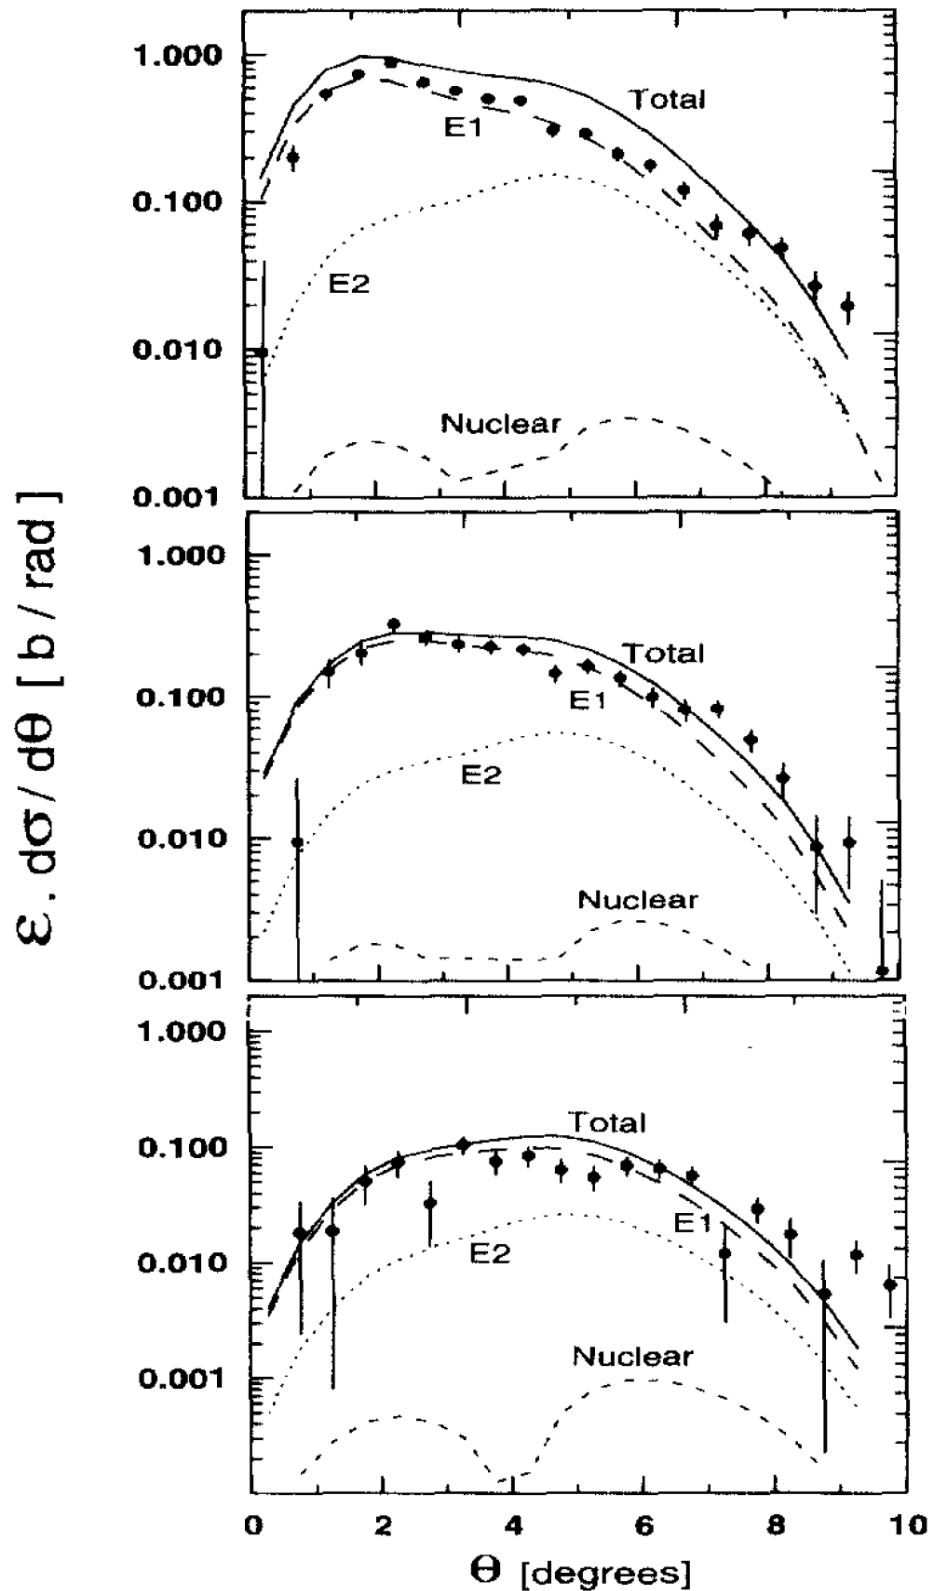 ε. dσ/dθ [b/rad]
1.000
0.100
0.010
0.001
Total
E1
E2
Nuclear
1.000
0.100
0.010
0.001
Total
E1
E2
Nuclear
1.000
0.100
0.010
0.001
Total
E1
E2
Nuclear
0 2 4 6 8 10
Θ [degrees]